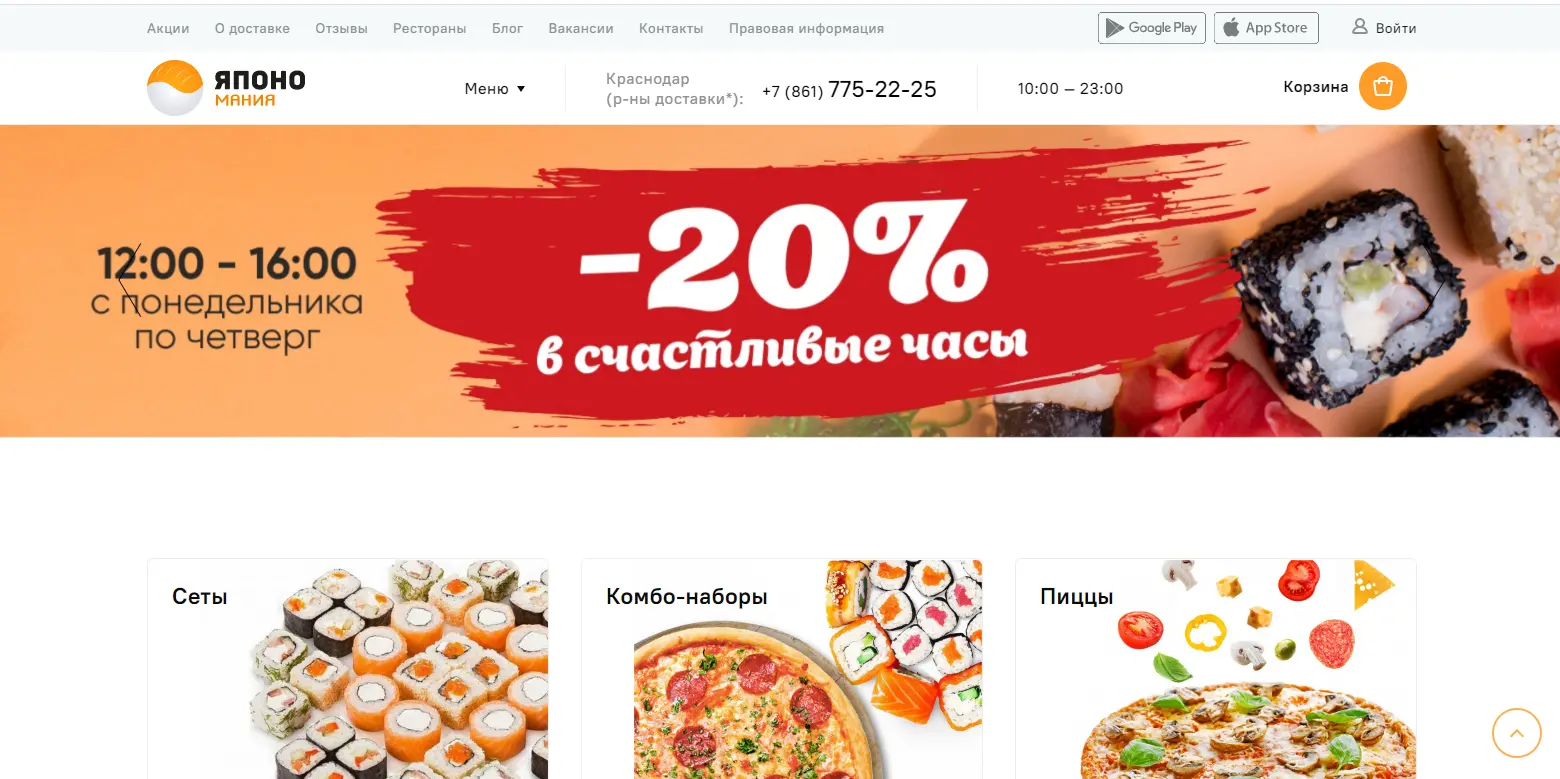 Акции О доставке Отзывы Рестораны Блог Вакансии Контакты Правовая информация Google Play App Store Войти
ЯПОНО
МАНИЯ
Меню
Краснодар
(р-ны доставки*):
+7 (861) 775-22-25
10:00 — 23:00
Корзина
12:00 - 16:00
с понедельника
по четверг
-20%
в счастливые часы
Сеты
Комбо-наборы
Пиццы